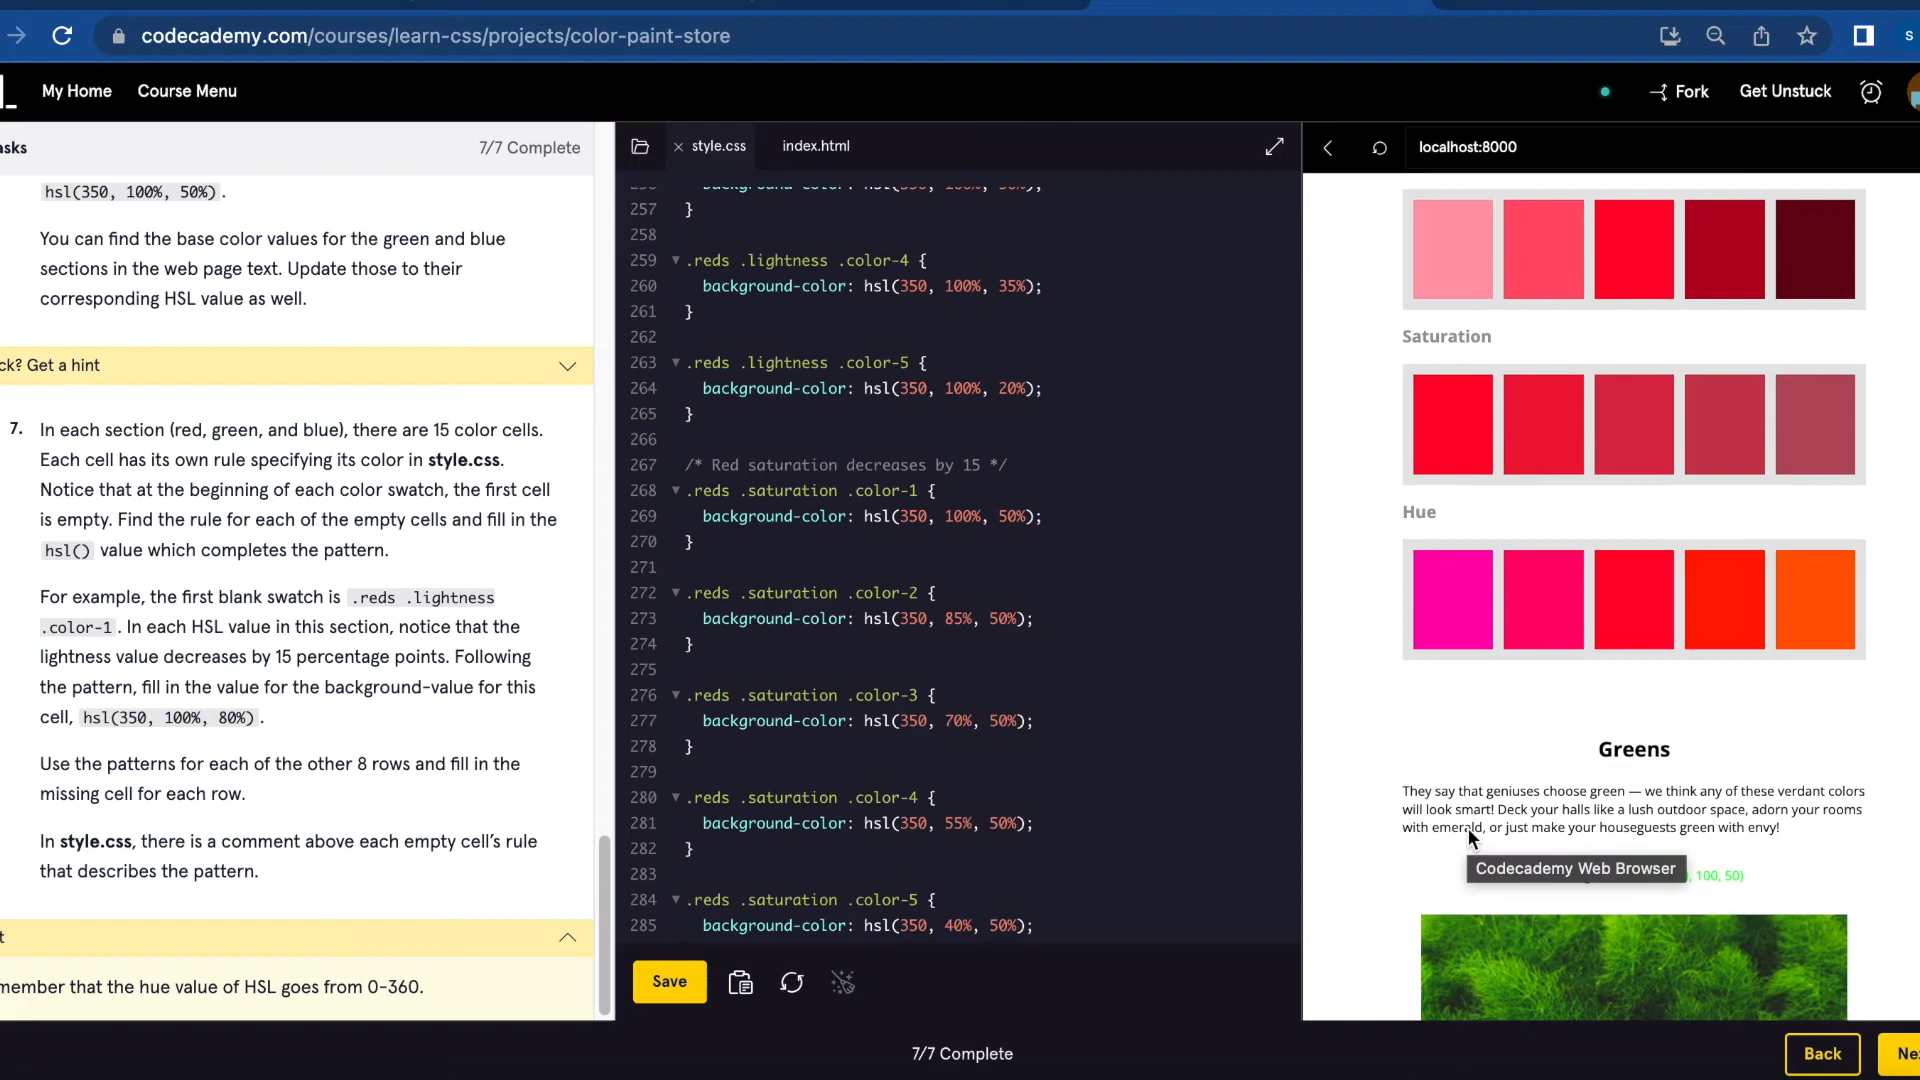 codecademy.com/courses/learn-css/projects/color-paint-store
s
My Home Course Menu
Fork Get Unstuck
asks 7/7 Complete
hsl(350, 100%, 50%) .
You can find the base color values for the green and blue
sections in the web page text. Update those to their
corresponding HSL value as well.
ck? Get a hint
7. In each section (red, green, and blue), there are 15 color cells.
Each cell has its own rule specifying its color in style.css.
Notice that at the beginning of each color swatch, the first cell
is empty. Find the rule for each of the empty cells and fill in the
hsl() value which completes the pattern.
For example, the first blank swatch is .reds .lightness
.color-1 . In each HSL value in this section, notice that the
lightness value decreases by 15 percentage points. Following
the pattern, fill in the value for the background-value for this
cell, hsl(350, 100%, 80%) .
Use the patterns for each of the other 8 rows and fill in the
missing cell for each row.
In style.css, there is a comment above each empty cell's rule
that describes the pattern.
t
member that the hue value of HSL goes from 0-360.
style.css index.html
257 }
258
259 .reds .lightness .color-4 {
260 background-color: hsl(350, 100%, 35%);
261 }
262
263 .reds .lightness .color-5 {
264 background-color: hsl(350, 100%, 20%);
265 }
266
267 /* Red saturation decreases by 15 */
268 .reds .saturation .color-1 {
269 background-color: hsl(350, 100%, 50%);
270 }
271
272 .reds .saturation .color-2 {
273 background-color: hsl(350, 85%, 50%);
274 }
275
276 .reds .saturation .color-3 {
277 background-color: hsl(350, 70%, 50%);
278 }
279
280 .reds .saturation .color-4 {
281 background-color: hsl(350, 55%, 50%);
282 }
283
284 .reds .saturation .color-5 {
285 background-color: hsl(350, 40%, 50%);
Save
localhost:8000
Saturation
Hue
Greens
They say that geniuses choose green — we think any of these verdant colors
will look smart! Deck your halls like a lush outdoor space, adorn your rooms
with emerald, or just make your houseguests green with envy!
Codecademy Web Browser
, 100, 50)
7/7 Complete
Back
Ne